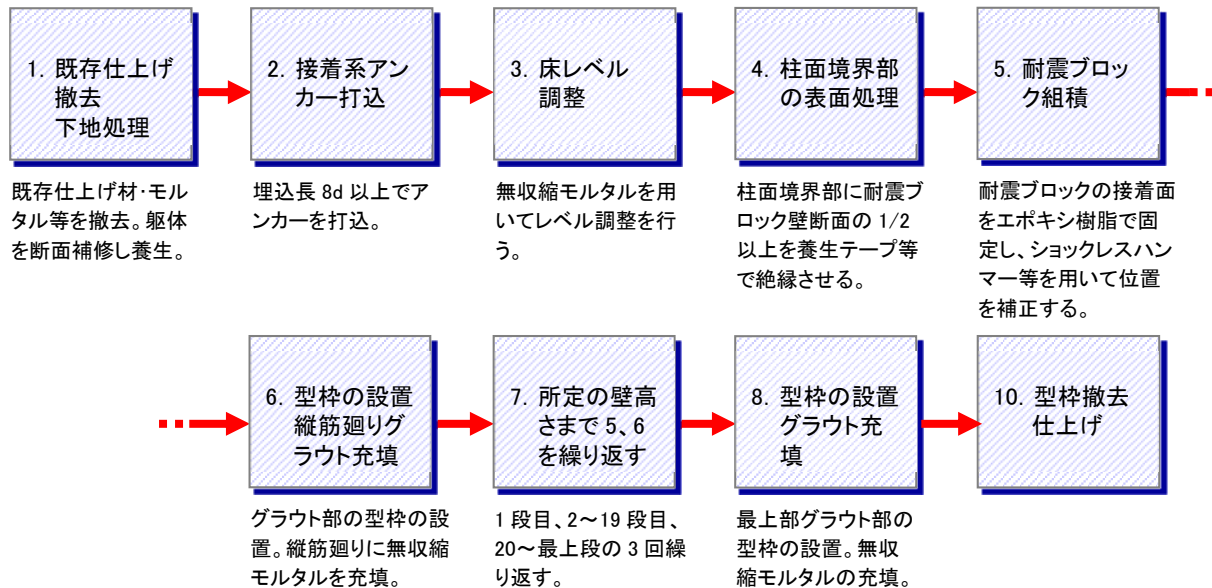 1. 既存仕上げ
撤去
下地処理
既存仕上げ材・モル
タル等を撤去。躯体
を断面補修し養生。
2. 接着系アン
カー打込
埋込長 8d 以上でア
ンカーを打込。
3. 床レベル
調整
無収縮モルタルを用
いてレベル調整を行
う。
4. 柱面境界部
の表面処理
柱面境界部に耐震ブ
ロック壁断面の 1/2
以上を養生テープ等
で絶縁させる。
5. 耐震ブロッ
ク組積
耐震ブロックの接着面
をエポキシ樹脂で固
定し、ショックレスハン
マー等を用いて位置
を補正する。
6. 型枠の設置
縦筋廻りグ
ラウト充填
グラウト部の型枠の設
置。縦筋廻りに無収縮
モルタルを充填。
7. 所定の壁高
さまで 5、6
を繰り返す
1 段目、2～19 段目、
20～最上段の 3 回繰
り返す。
8. 型枠の設置
グラウト充
填
最上部グラウト部の
型枠の設置。無収
縮モルタルの充填。
10. 型枠撤去
仕上げ